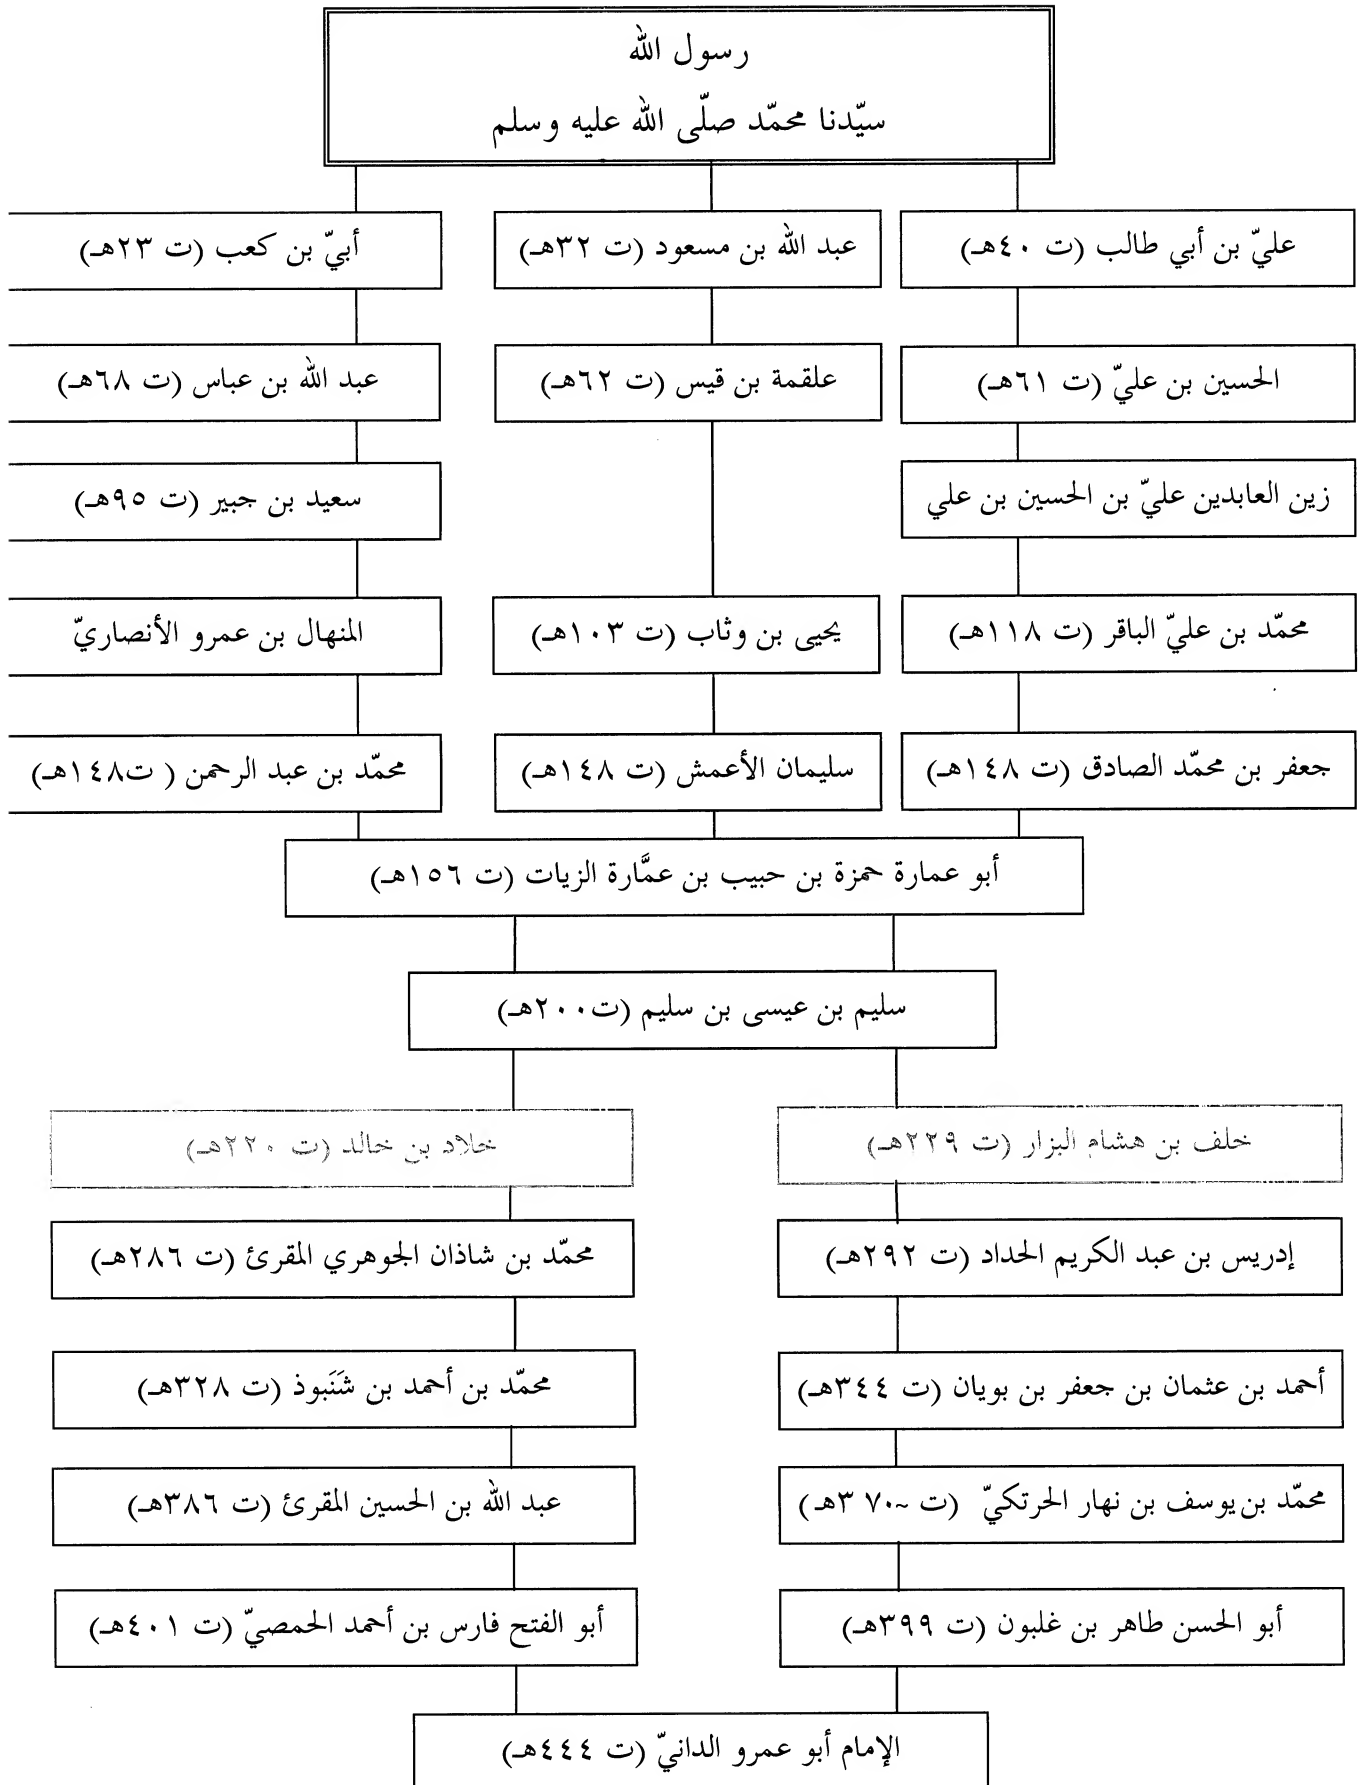 رسول الله
سيّدنا محمّد صلّى الله عليه وسلم
عليّ بن أبي طالب (ت ٤٠هـ)
عبد الله بن مسعود (ت ٣٢هـ)
أبيّ بن كعب (ت ٢٣هـ)
الحسين بن عليّ (ت ٦١هـ)
علقمة بن قيس (ت ٦٢هـ)
عبد الله بن عباس (ت ٦٨هـ)
زين العابدين عليّ بن الحسين بن علي
سعيد بن جبير (ت ٩٥هـ)
محمّد بن عليّ الباقر (ت ١١٨هـ)
يحيى بن وثاب (ت ١٠٣هـ)
المنهال بن عمرو الأنصاريّ
جعفر بن محمّد الصادق (ت ١٤٨هـ)
سليمان الأعمش (ت ١٤٨هـ)
محمّد بن عبد الرحمن ( ت١٤٨هـ)
أبو عمارة حمزة بن حبيب بن عمَّارة الزيات (ت ١٥٦هـ)
سليم بن عيسى بن سليم (ت٢٠٠هـ)
خلف بن هشام البزار (ت ٢٢٩هـ)
خلاد بن خالد (ت ٢٢٠هـ)
إدريس بن عبد الكريم الحداد (ت ٢٩٢هـ)
محمّد بن شاذان الجوهري المقرئ (ت ٢٨٦هـ)
أحمد بن عثمان بن جعفر بن بويان (ت ٣٤٤هـ)
محمّد بن أحمد بن شَنَبوذ (ت ٣٢٨هـ)
محمّد بن يوسف بن نهار الحرتكيّ (ت ~٣٧٠هـ)
عبد الله بن الحسين المقرئ (ت ٣٨٦هـ)
أبو الحسن طاهر بن غلبون (ت ٣٩٩هـ)
أبو الفتح فارس بن أحمد الحمصيّ (ت ٤٠١هـ)
الإمام أبو عمرو الدانيّ (ت ٤٤٤هـ)